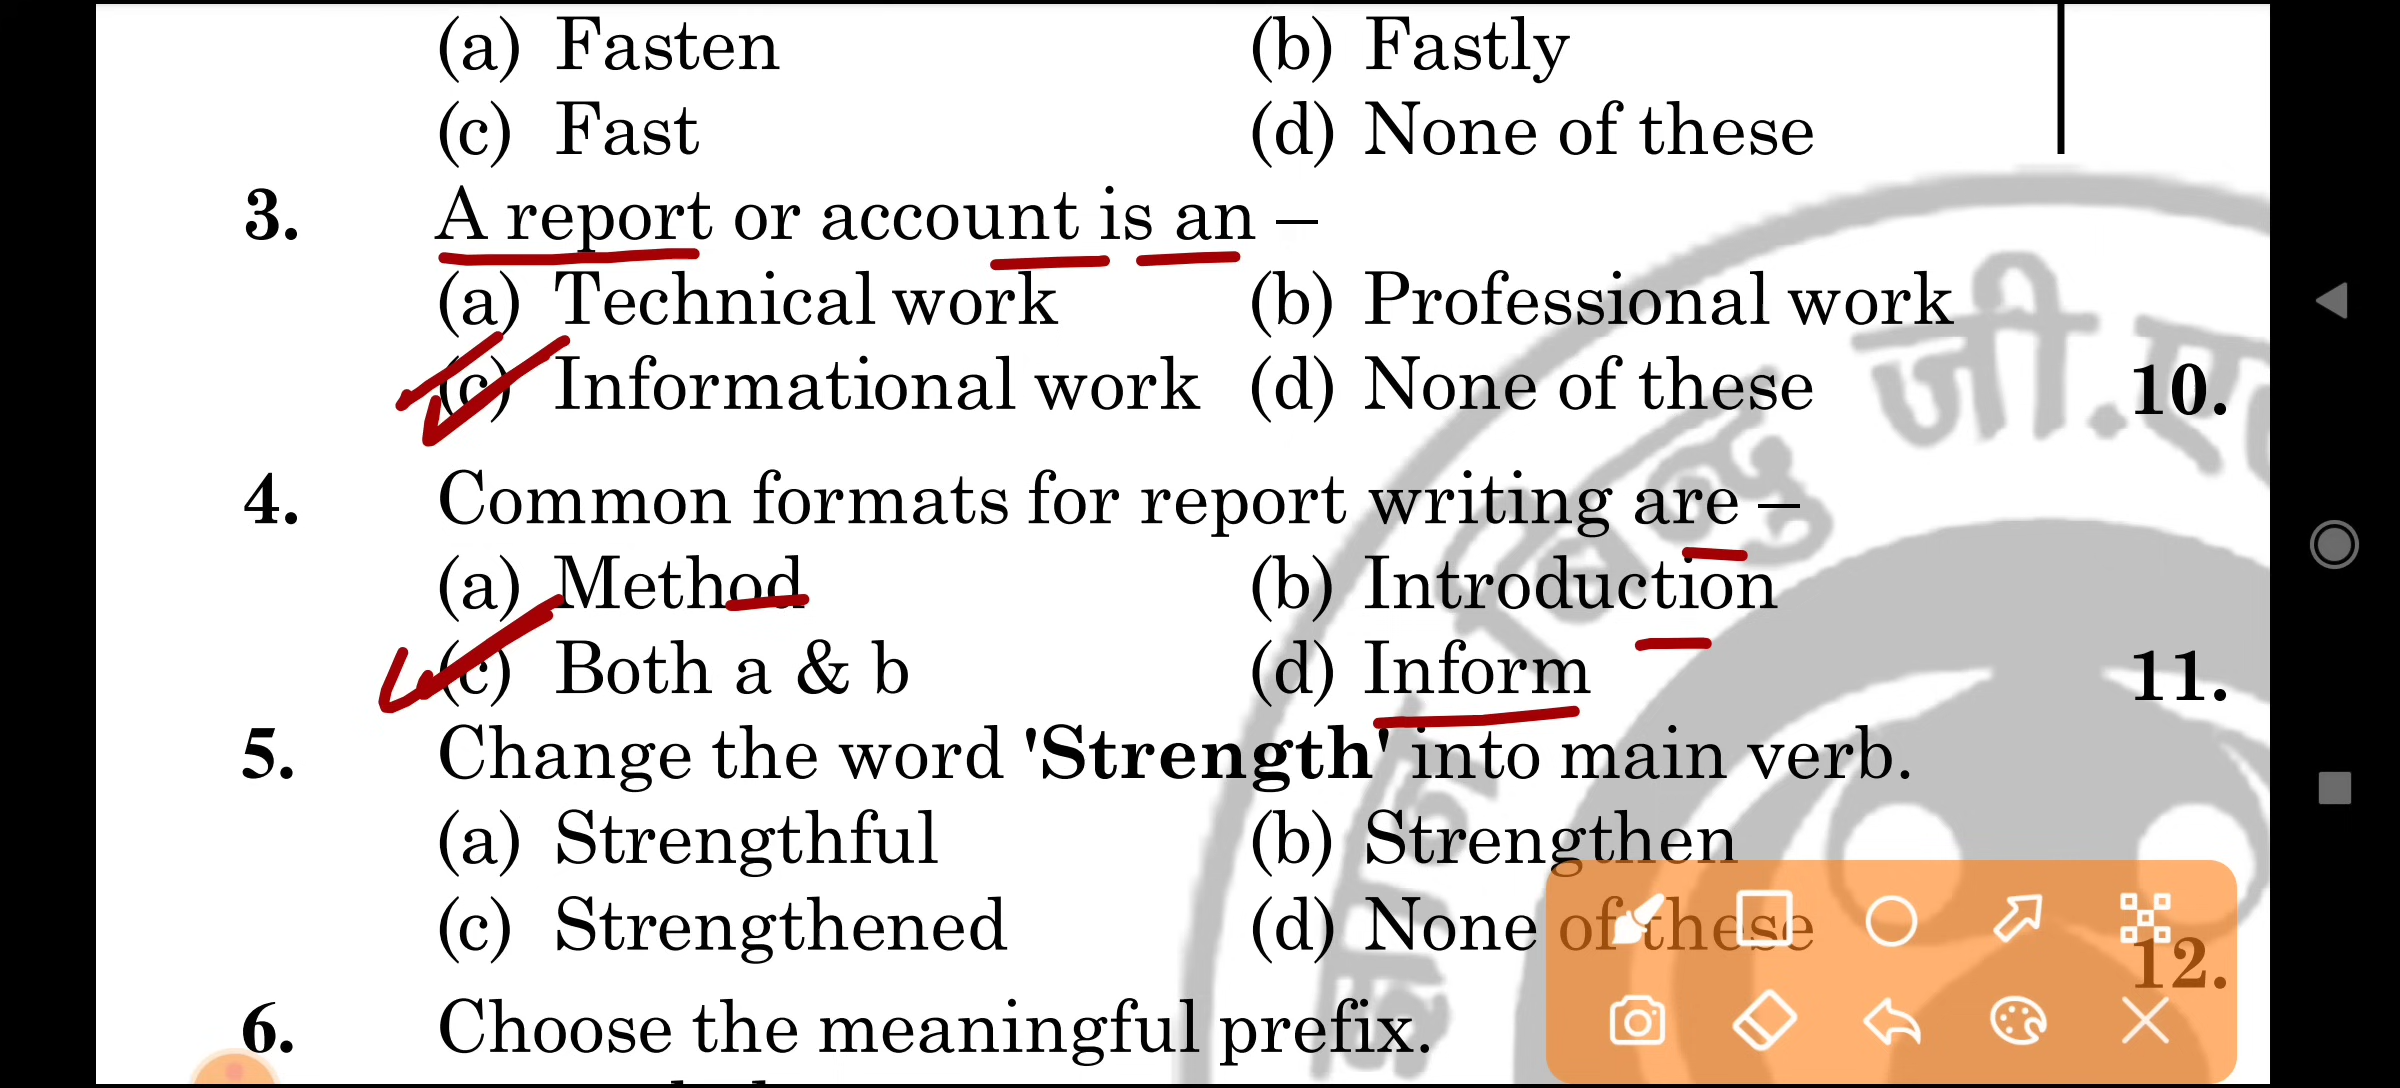 (a) Fasten (b) Fastly
(c) Fast (d) None of these
3. A report or account is an –
(a) Technical work (b) Professional work
(c) Informational work (d) None of these
10.
4. Common formats for report writing are –
(a) Method (b) Introduction
(c) Both a & b (d) Inform
11.
5. Change the word 'Strength' into main verb.
(a) Strengthful (b) Strengthen
(c) Strengthened (d) None of these
12.
6. Choose the meaningful prefix.
जी.ए